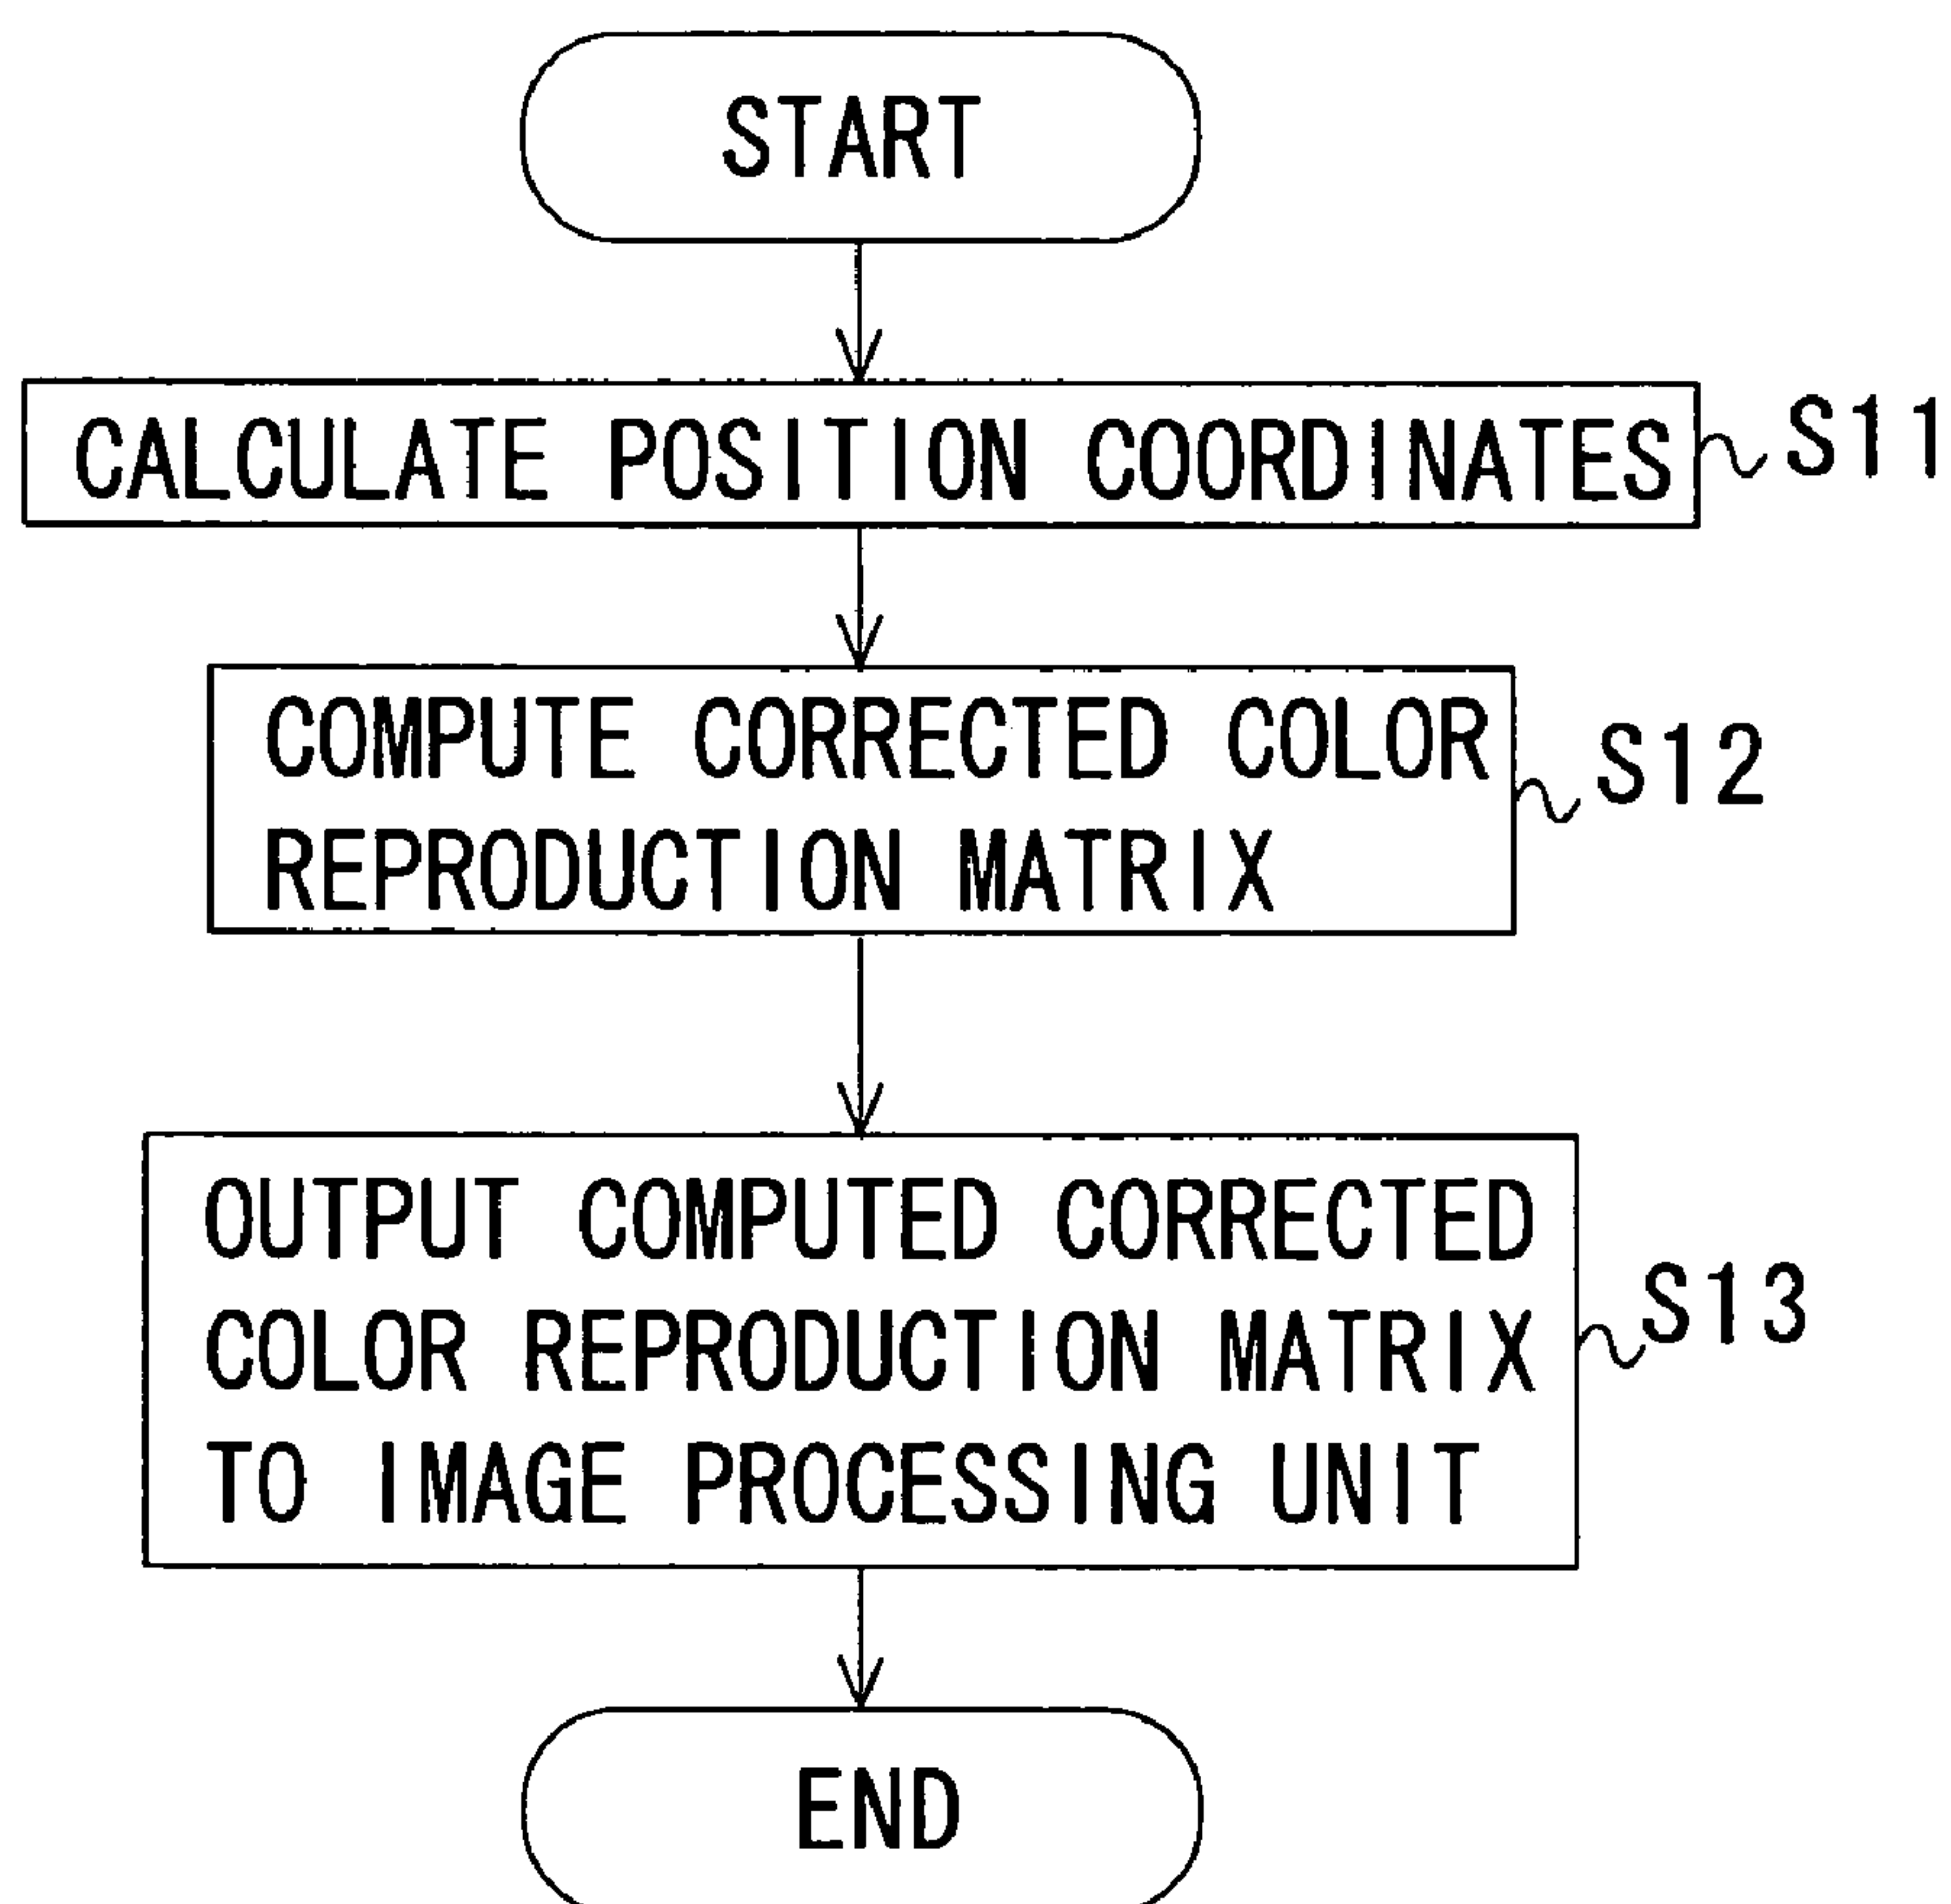 START
CALCULATE POSITION COORDINATES
S11
COMPUTE CORRECTED COLOR
REPRODUCTION MATRIX
S12
OUTPUT COMPUTED CORRECTED
COLOR REPRODUCTION MATRIX
TO IMAGE PROCESSING UNIT
S13
END